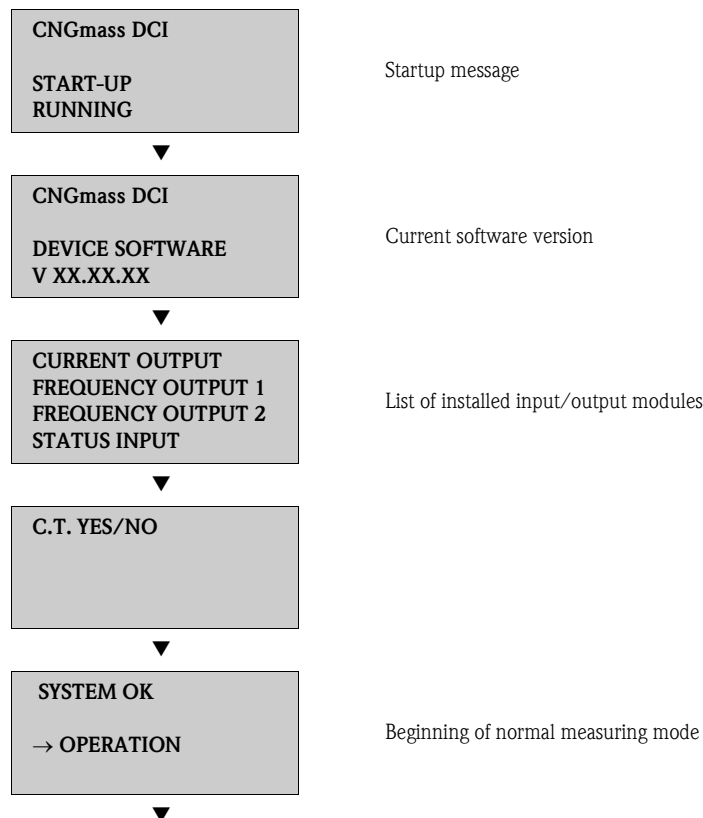 CNGmass DCI
START-UP
RUNNING
Startup message
▼
CNGmass DCI
DEVICE SOFTWARE
V XX.XX.XX
Current software version
▼
CURRENT OUTPUT
FREQUENCY OUTPUT 1
FREQUENCY OUTPUT 2
STATUS INPUT
List of installed input/output modules
▼
C.T. YES/NO
▼
SYSTEM OK
→ OPERATION
Beginning of normal measuring mode
▼